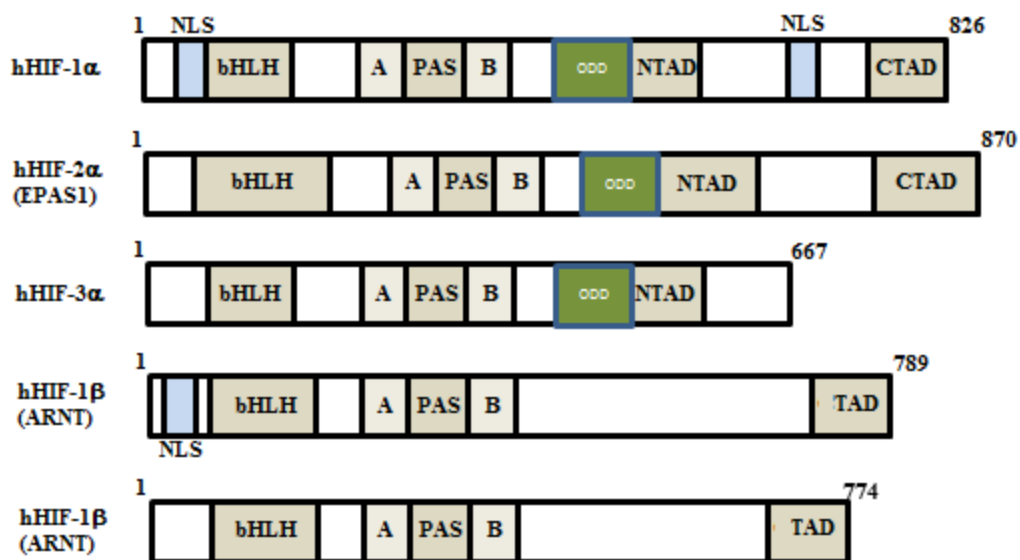 1 NLS NLS 826
hHIF-1α bHLH A PAS B ODD NTAD CTAD
1 870
hHIF-2α bHLH A PAS B ODD NTAD CTAD
(EPAS1)
1 667
hHIF-3α bHLH A PAS B ODD NTAD
1 789
hHIF-1β bHLH A PAS B TAD
(ARNT)
NLS
1 774
hHIF-1β bHLH A PAS B TAD
(ARNT)